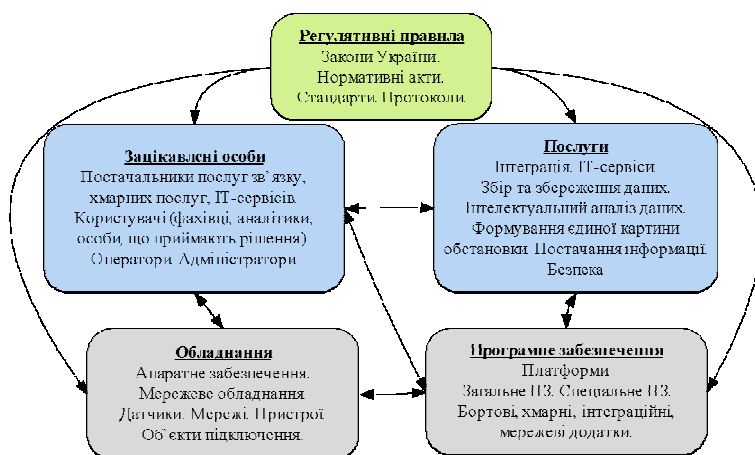 Регулятивні правила
Закони України.
Нормативні акти.
Стандарти. Протоколи.
Зацікавлені особи
Постачальники послуг зв'язку,
хмарних послуг, ІТ-сервісів.
Користувачі (фахівці, аналітики,
особи, що приймають рішення)
Оператори. Адміністратори
Послуги
Інтеграція. ІТ-сервіси
Збір та збереження даних.
Інтелектуальний аналіз даних.
Формування єдиної картини
обстановки. Постачання інформації.
Безпека
Обладнання
Апаратне забезпечення.
Мережеве обладнання
Датчики. Мережі. Пристрої
Об'єкти підключення.
Програмне забезпечення
Платформи
Загальне ПЗ. Спеціальне ПЗ.
Бортові, хмарні, інтеграційні,
мережеві додатки.